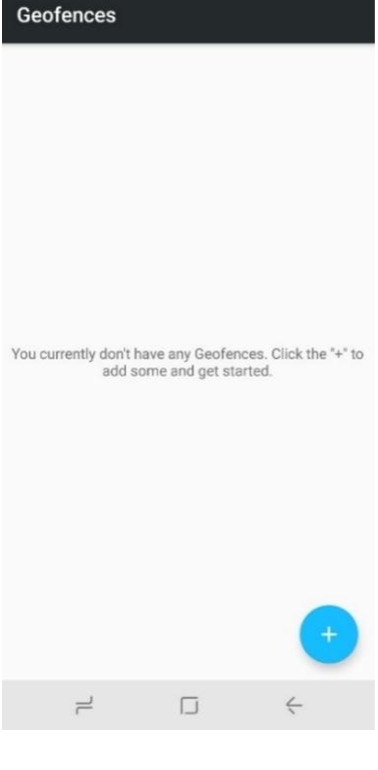 Geofences
You currently don't have any Geofences. Click the "+" to
add some and get started.
+